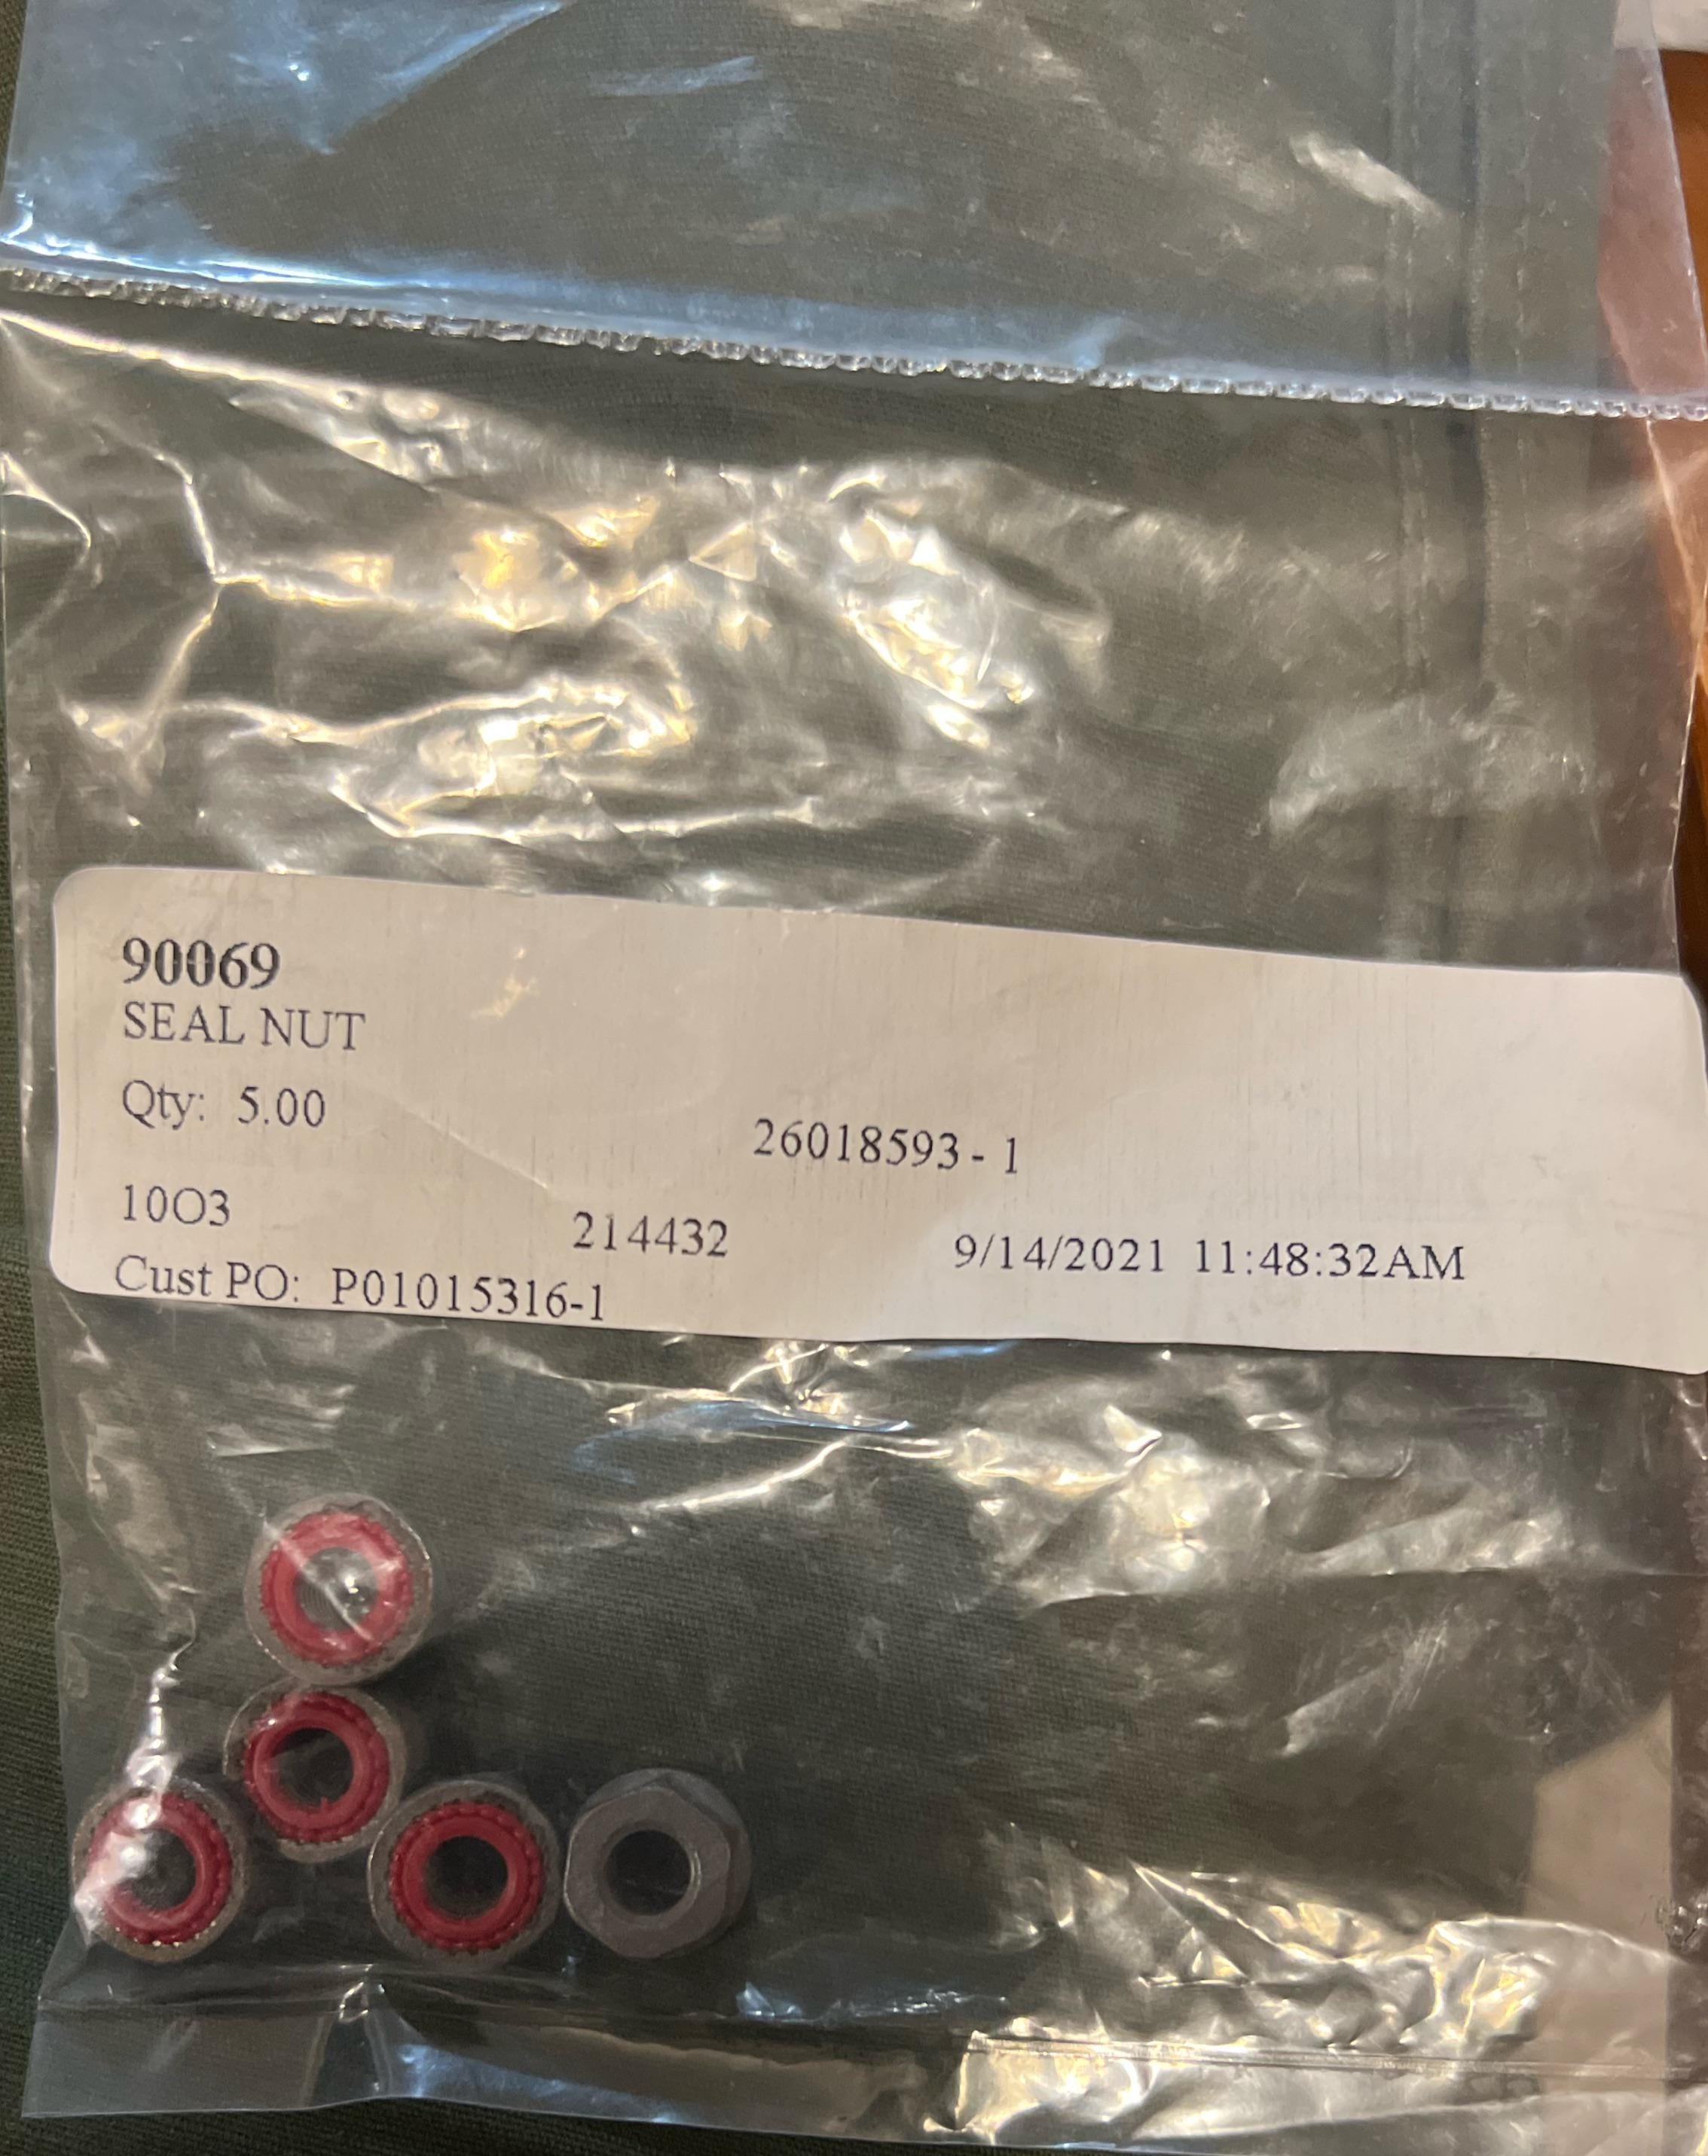 90069
SEAL NUT
Qty: 5.00
26018593 - 1
10O3 214432 9/14/2021 11:48:32AM
Cust PO: P01015316-1